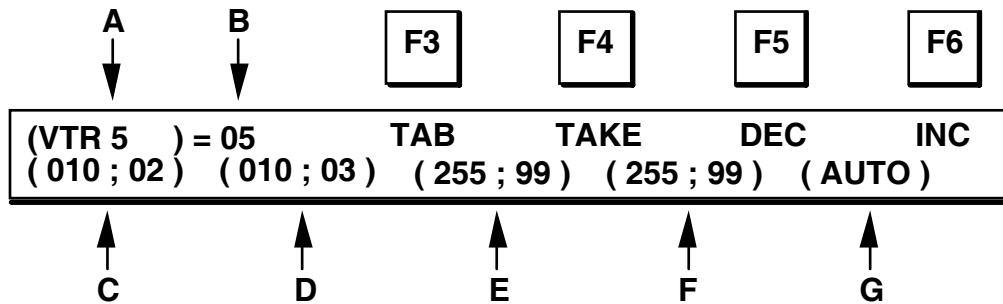 A B F3 F4 F5 F6
(VTR 5 ) = 05 TAB TAKE DEC INC
( 010 ; 02 ) ( 010 ; 03 ) ( 255 ; 99 ) ( 255 ; 99 ) ( AUTO )
C D E F G